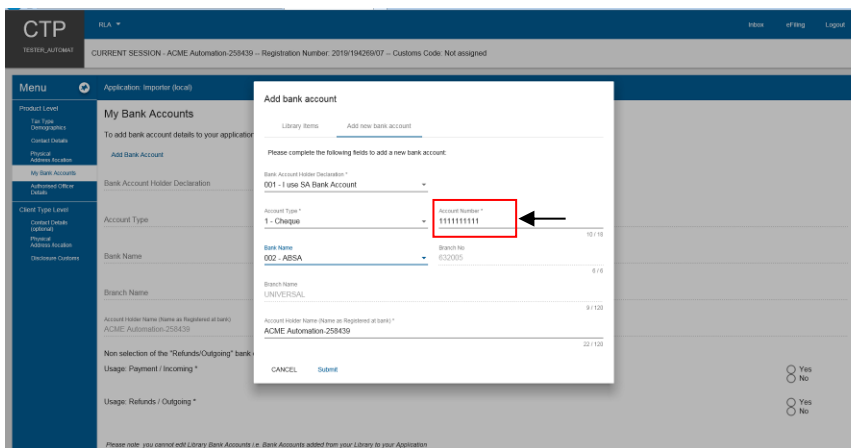 CTP
TESTER_AUTOMAT
RLA
Inbox
eFiling
Logout
CURRENT SESSION - ACME Automation-258439 -- Registration Number: 2019/194269/07 -- Customs Code: Not assigned
Menu
Application: Importer (local)
Product Level
Tax Type
Demographics
Contact Details
Physical
Address /location
My Bank Accounts
Authorised Officer
Details
Client Type Level
Contact Details
(optional)
Physical
Address /location
Disclosure Customs
My Bank Accounts
To add bank account details to your application
Add Bank Account
Bank Account Holder Declaration
Account Type
Bank Name
Branch Name
Account Holder Name (Name as Registered at bank)
ACME Automation-258439
Non selection of the "Refunds/Outgoing" bank
Usage: Payment / Incoming *
Yes
No
Usage: Refunds / Outgoing *
Yes
No
Please note you cannot edit Library Bank Accounts i.e. Bank Accounts added from your Library to your Application
Add bank account
Library Items
Add new bank account
Please complete the following fields to add a new bank account:
Bank Account Holder Declaration *
001 - I use SA Bank Account
Account Type *
1 - Cheque
Account Number *
1111111111
10 / 16
Bank Name
002 - ABSA
Branch No
632005
6 / 6
Branch Name
UNIVERSAL
9 / 120
Account Holder Name (Name as Registered at bank) *
ACME Automation-258439
22 / 120
CANCEL
Submit